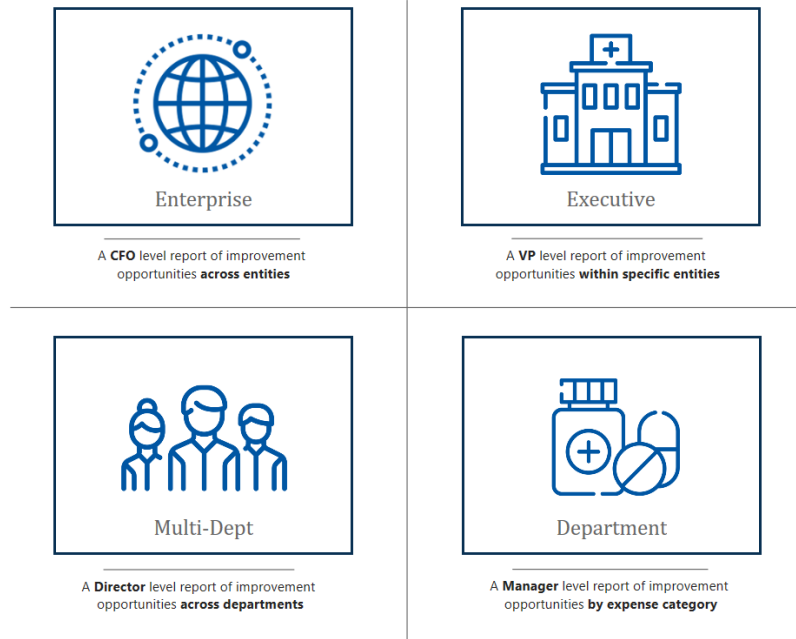 Enterprise
A CFO level report of improvement
opportunities across entities
Executive
A VP level report of improvement
opportunities within specific entities
Multi-Dept
A Director level report of improvement
opportunities across departments
Department
A Manager level report of improvement
opportunities by expense category